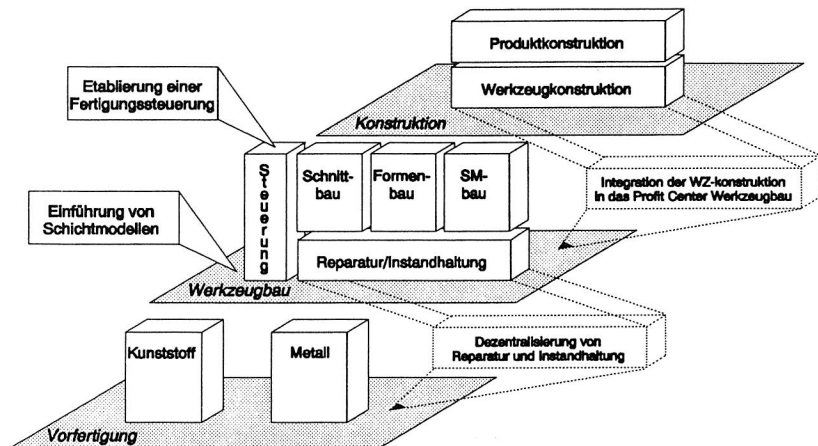 Produktkonstruktion
Werkzeugkonstruktion
Konstruktion
Etablierung einer
Fertigungssteuerung
Steuerung
Schnitt-
bau
Formen-
bau
SM-
bau
Integration der WZ-konstruktion
in das Profit Center Werkzeugbau
Einführung von
Schichtmodellen
Reparatur/Instandhaltung
Werkzeugbau
Kunststoff
Metall
Dezentralisierung von
Reparatur und Instandhaltung
Vorfertigung